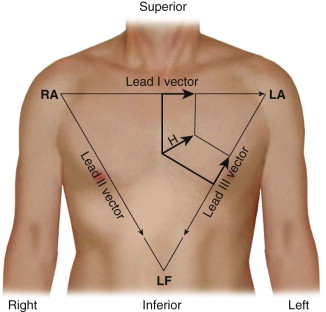 Superior
Lead I vector
RA
LA
H
Lead II vector
Lead III vector
LF
Right
Inferior
Left